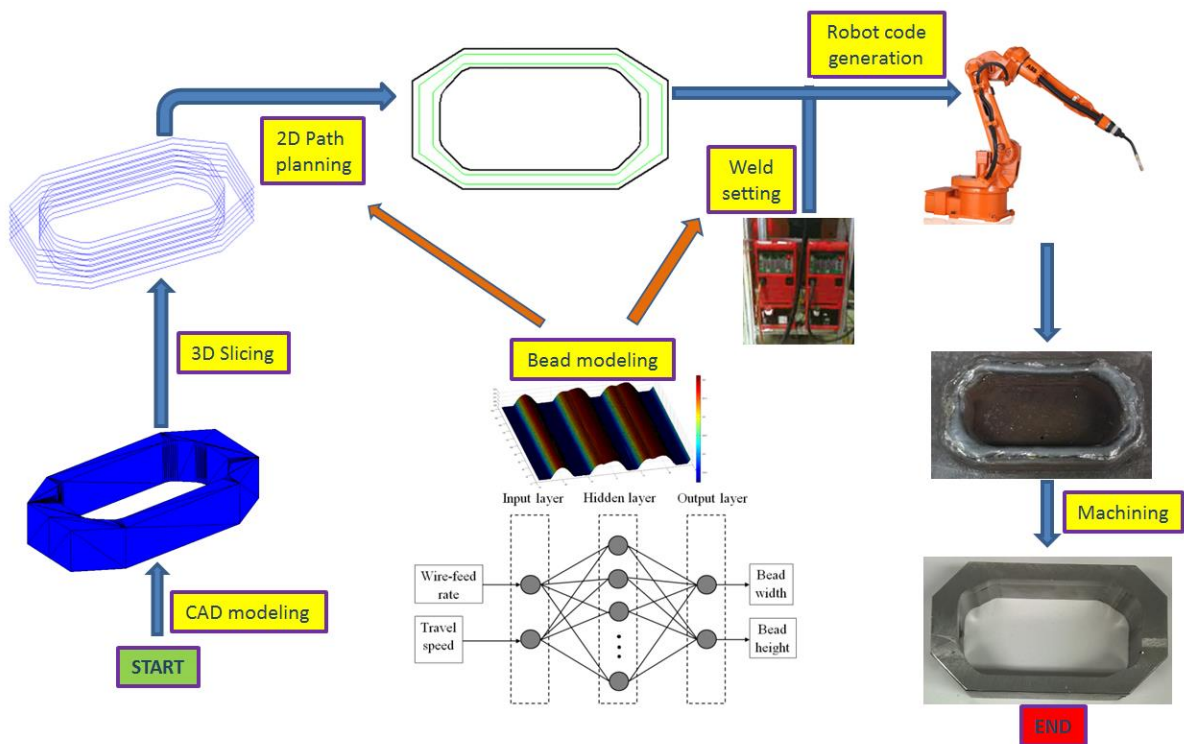 Robot code
generation
2D Path
planning
Weld
setting
3D Slicing
Bead modeling
Input layer Hidden layer Output layer
Machining
Wire-feed
rate
Bead
width
CAD modeling
Travel
speed
Bead
height
START
END